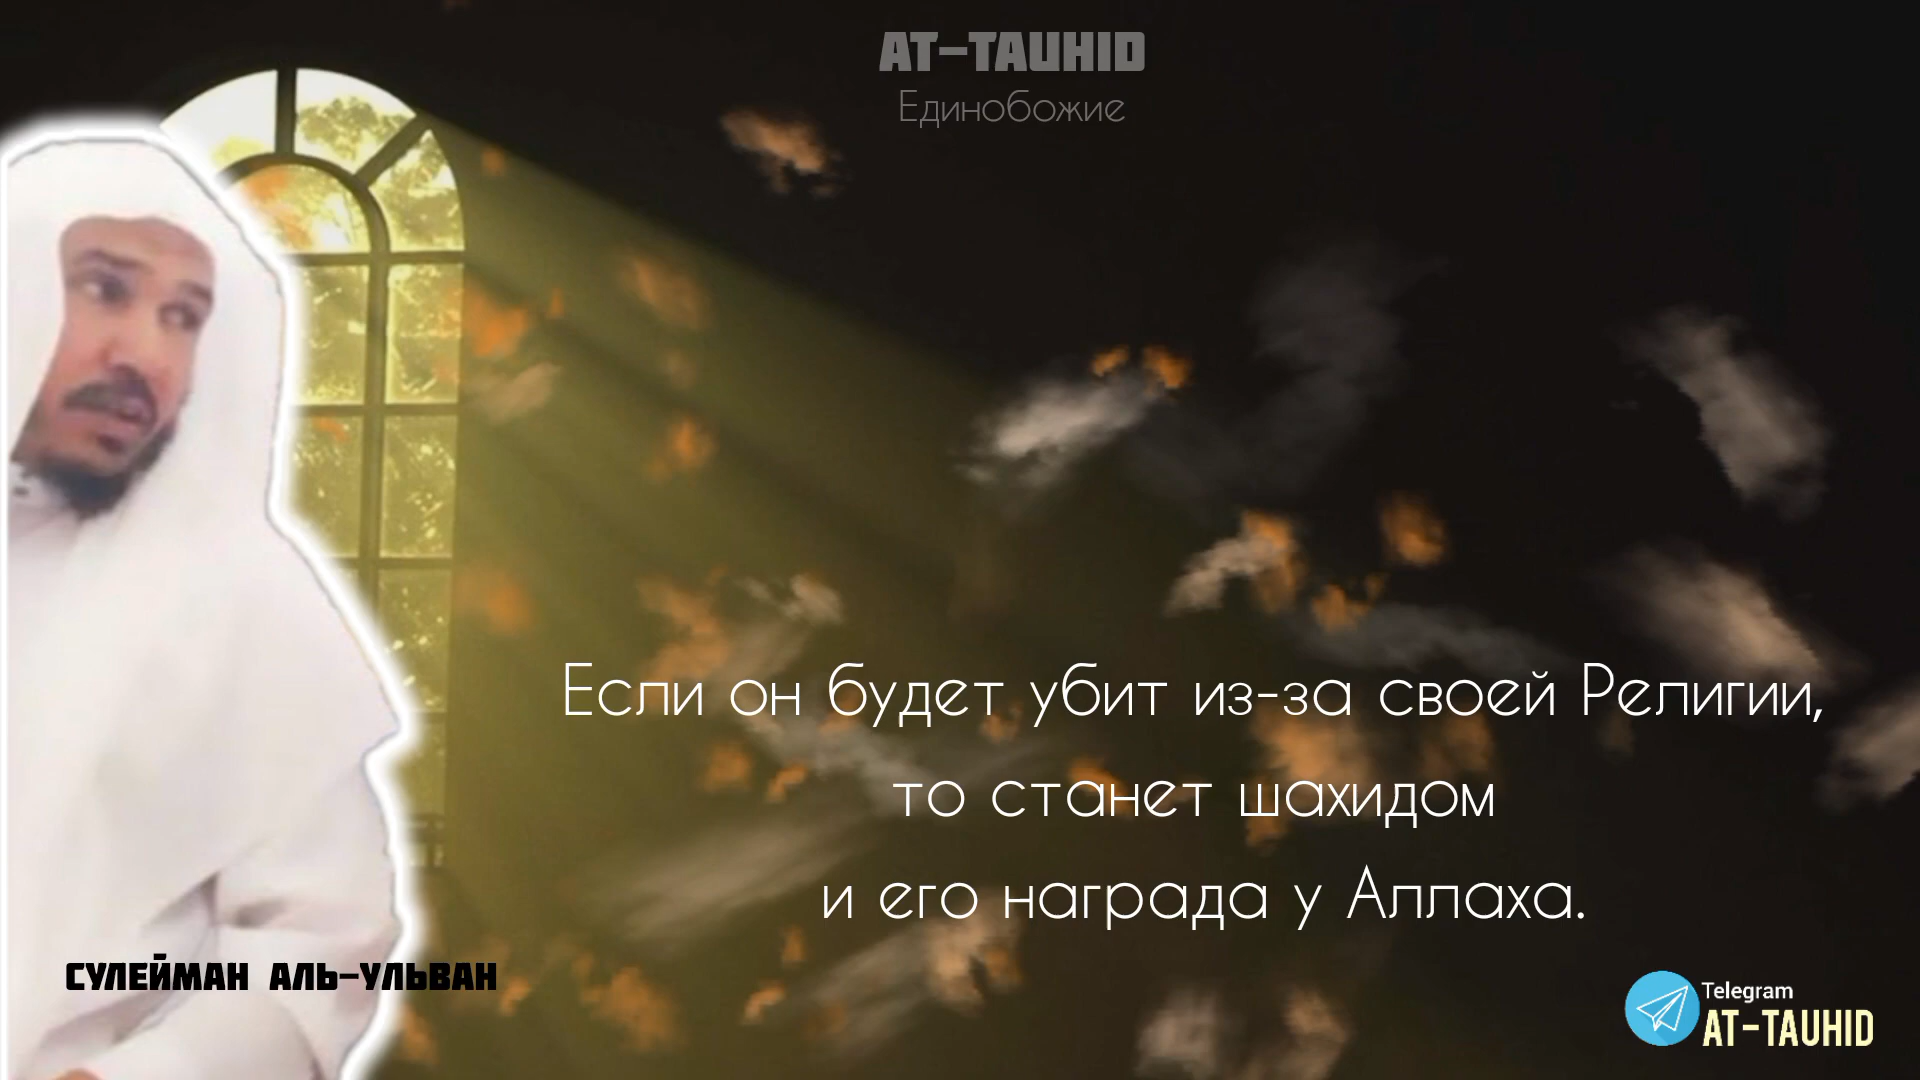 AT-TAUHID
Единобожие
Если он будет убит из-за своей Религии,
то станет шахидом
и его награда у Аллаха.
СУЛЕЙМАН АЛЬ-УЛЬВАН
Telegram
AT-TAUHID